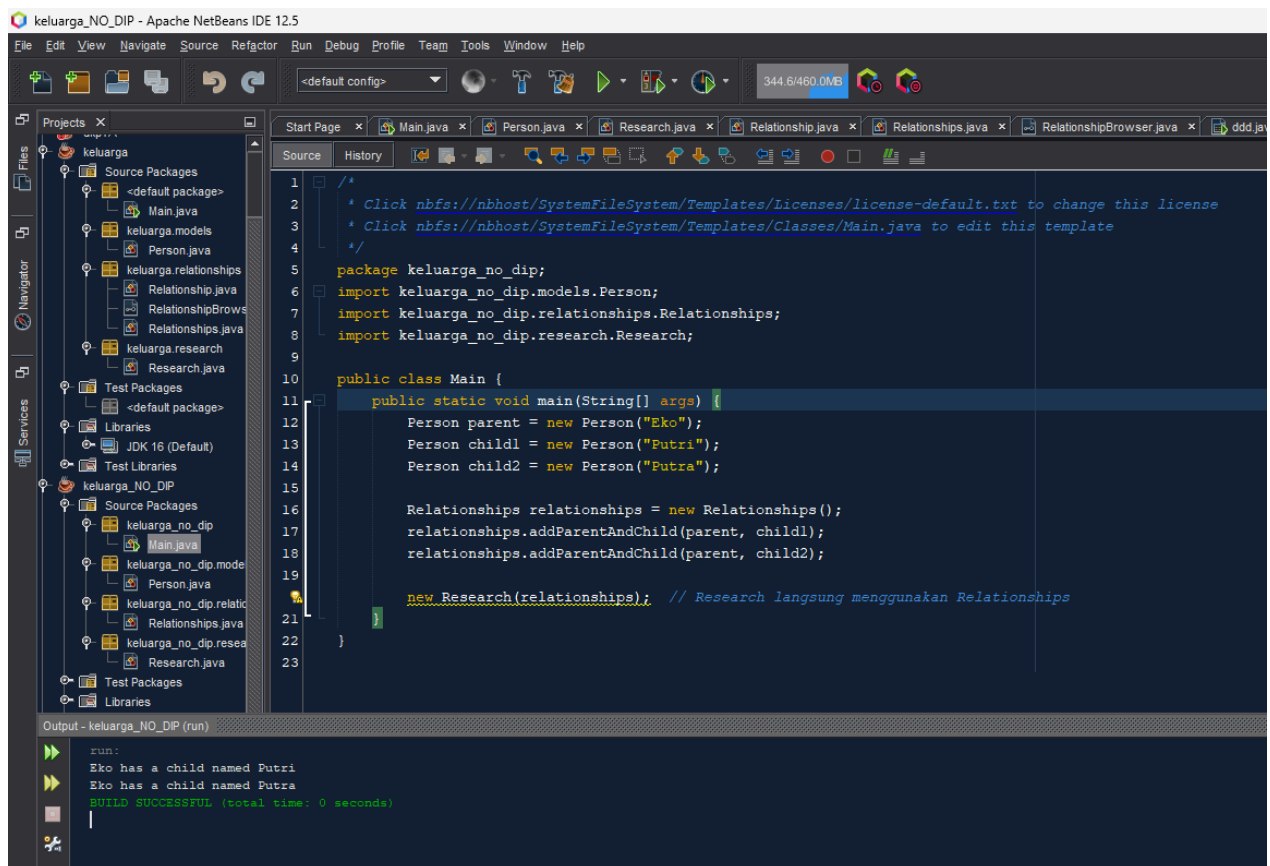 keluarga_NO_DIP - Apache NetBeans IDE 12.5
File Edit View Navigate Source Refactor Run Debug Profile Team Tools Window Help
<default config>
344.6/460.0MB
Files
Navigator
Services
Projects
keluarga
Source Packages
<default package>
Main.java
keluarga.models
Person.java
keluarga.relationships
Relationship.java
RelationshipBrows
Relationships.java
keluarga.research
Research.java
Test Packages
<default package>
Libraries
JDK 16 (Default)
Test Libraries
keluarga_NO_DIP
Source Packages
keluarga_no_dip
Main.java
keluarga_no_dip.mode
Person.java
keluarga_no_dip.relatic
Relationships.java
keluarga_no_dip.resea
Research.java
Test Packages
Libraries
Start Page Main.java Person.java Research.java Relationship.java Relationships.java RelationshipBrowser.java ddd.jav
Source History
1 /*
2 * Click nbfs://nbhost/SystemFileSystem/Templates/Licenses/license-default.txt to change this license
3 * Click nbfs://nbhost/SystemFileSystem/Templates/Classes/Main.java to edit this template
4 */
5 package keluarga_no_dip;
6 import keluarga_no_dip.models.Person;
7 import keluarga_no_dip.relationships.Relationships;
8 import keluarga_no_dip.research.Research;
9
10 public class Main {
11 public static void main(String[] args) {
12 Person parent = new Person("Eko");
13 Person child1 = new Person("Putri");
14 Person child2 = new Person("Putra");
15
16 Relationships relationships = new Relationships();
17 relationships.addParentAndChild(parent, child1);
18 relationships.addParentAndChild(parent, child2);
19
new Research(relationships); // Research langsung menggunakan Relationships
21 }
22 }
23
Output - keluarga_NO_DIP (run)
run:
Eko has a child named Putri
Eko has a child named Putra
BUILD SUCCESSFUL (total time: 0 seconds)